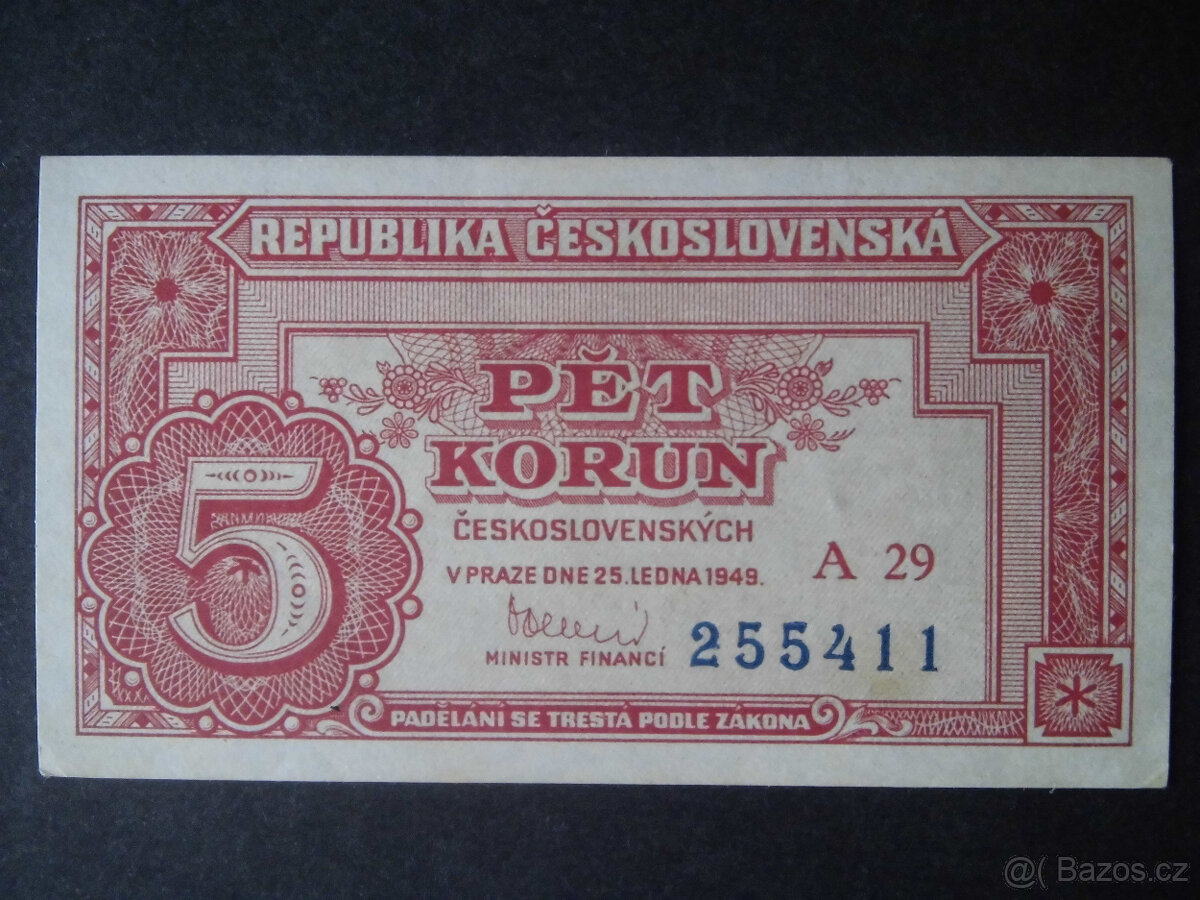 REPUBLIKA ČESKOSLOVENSKÁ
PĚT
KORUN
5
ČESKOSLOVENSKÝCH
V PRAZE DNE 25. LEDNA 1949.
A 29
MINISTR FINANCÍ
255411
PADĚLÁNÍ SE TRESTÁ PODLE ZÁKONA
@( Bazos.cz